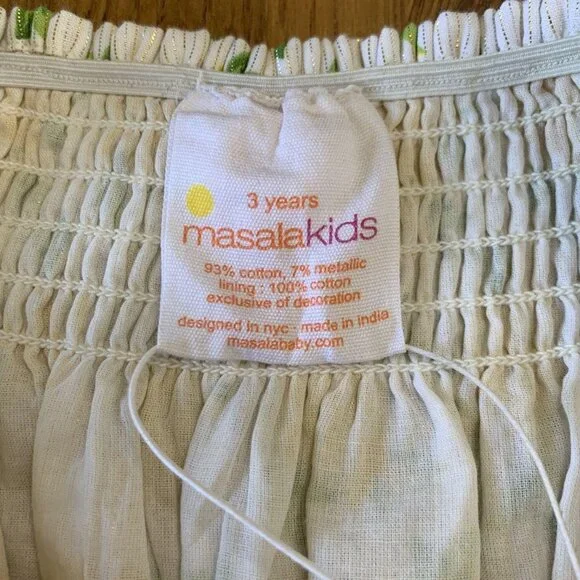 3 years
masalakids
93% cotton, 7% metallic
lining : 100% cotton
exclusive of decoration
designed in nyc - made in india
masalababy.com